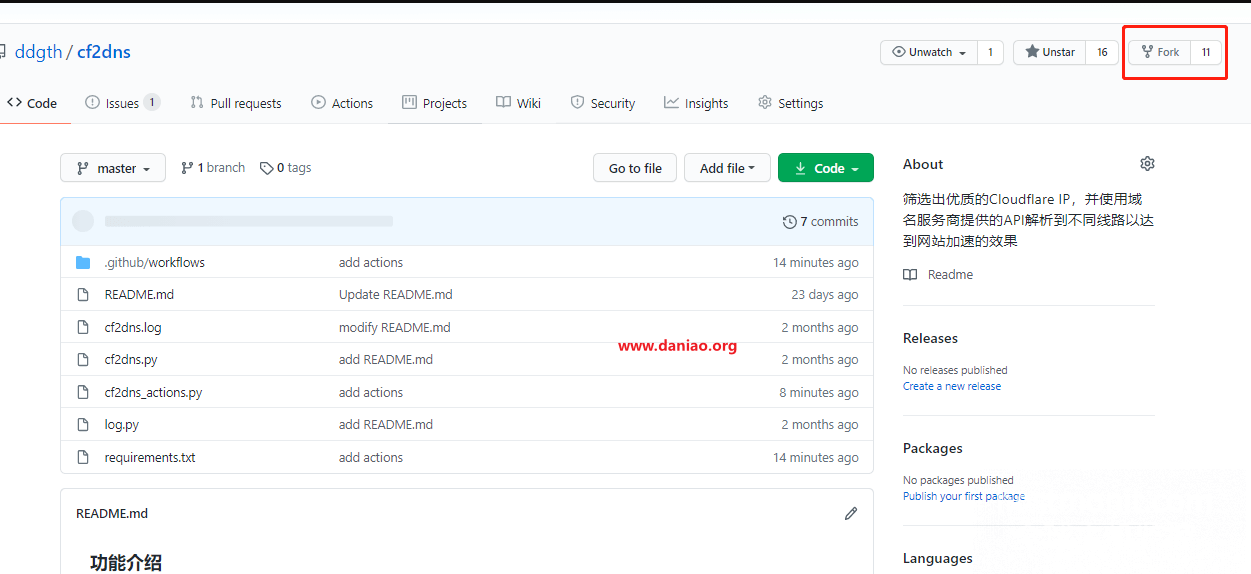 ddgth / cf2dns
Unwatch 1 Unstar 16 Fork 11
Code Issues 1 Pull requests Actions Projects Wiki Security Insights Settings
master 1 branch 0 tags Go to file Add file Code
7 commits
.github/workflows add actions 14 minutes ago
README.md Update README.md 23 days ago
cf2dns.log modify README.md 2 months ago
cf2dns.py add README.md 2 months ago
cf2dns_actions.py add actions 8 minutes ago
log.py add README.md 2 months ago
requirements.txt add actions 14 minutes ago
www.daniao.org
README.md
功能介绍
About
筛选出优质的Cloudflare IP，并使用域
名服务商提供的API解析到不同线路以达
到网站加速的效果
Readme
Releases
No releases published
Create a new release
Packages
No packages published
Publish your first package
Languages